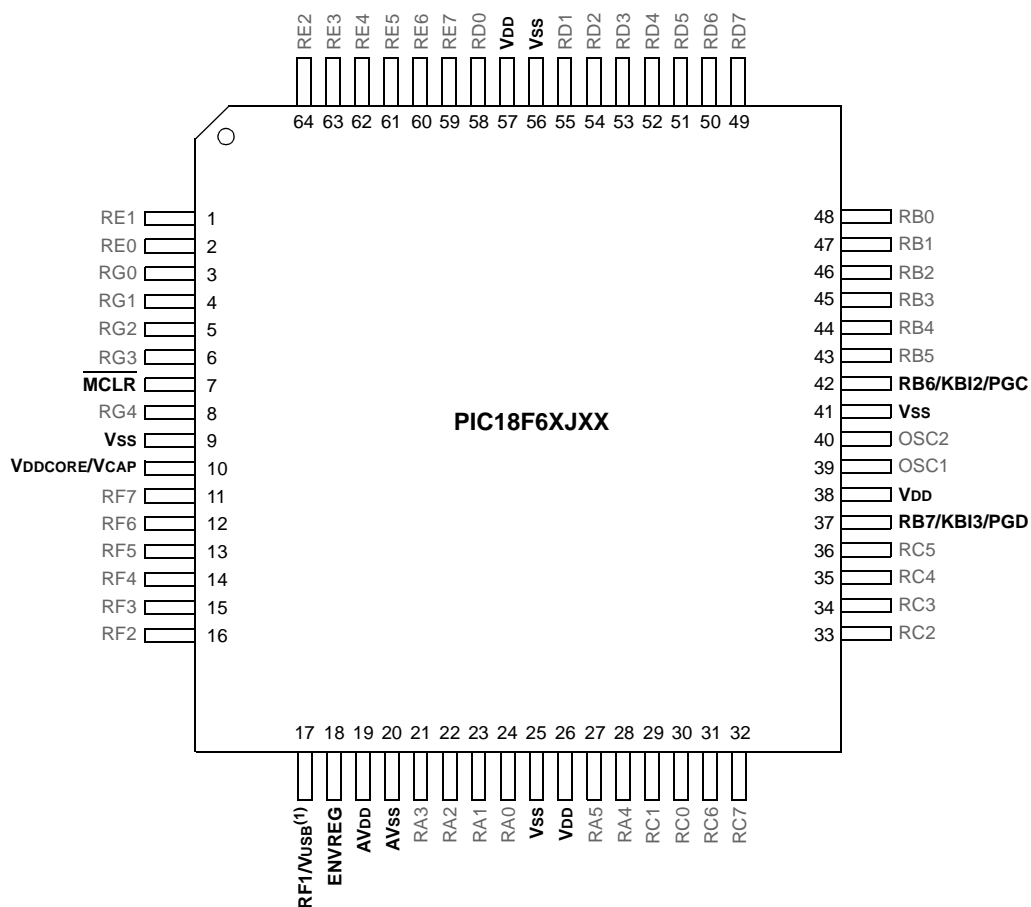 RE2 RE3 RE4 RE5 RE6 RE7 RD0 VDD VSS RD1 RD2 RD3 RD4 RD5 RD6 RD7
64 63 62 61 60 59 58 57 56 55 54 53 52 51 50 49
RE1 1 48 RB0
RE0 2 47 RB1
RG0 3 46 RB2
RG1 4 45 RB3
RG2 5 44 RB4
RG3 6 43 RB5
MCLR 7 42 RB6/KBI2/PGC
RG4 8 41 VSS
PIC18F6XJXX
VSS 9 40 OSC2
VDDCORE/VCAP 10 39 OSC1
RF7 11 38 VDD
RF6 12 37 RB7/KBI3/PGD
RF5 13 36 RC5
RF4 14 35 RC4
RF3 15 34 RC3
RF2 16 33 RC2
17 18 19 20 21 22 23 24 25 26 27 28 29 30 31 32
RF1/VUSB(1) ENVREG AVDD AVSS RA3 RA2 RA1 RA0 VSS VDD RA5 RA4 RC1 RC0 RC6 RC7